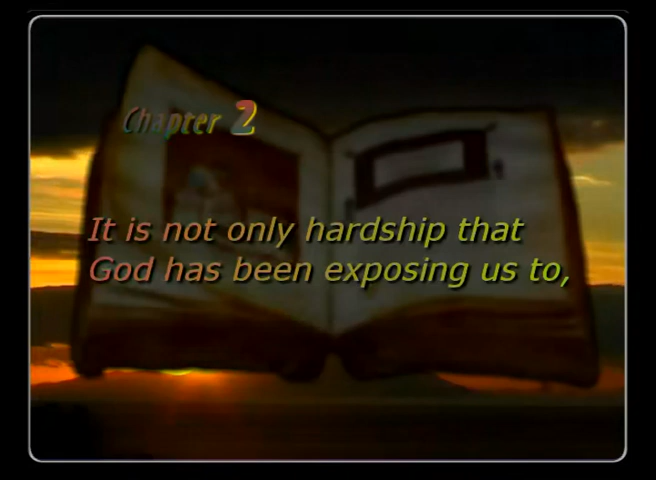 Chapter 2
It is not only hardship that
God has been exposing us to,